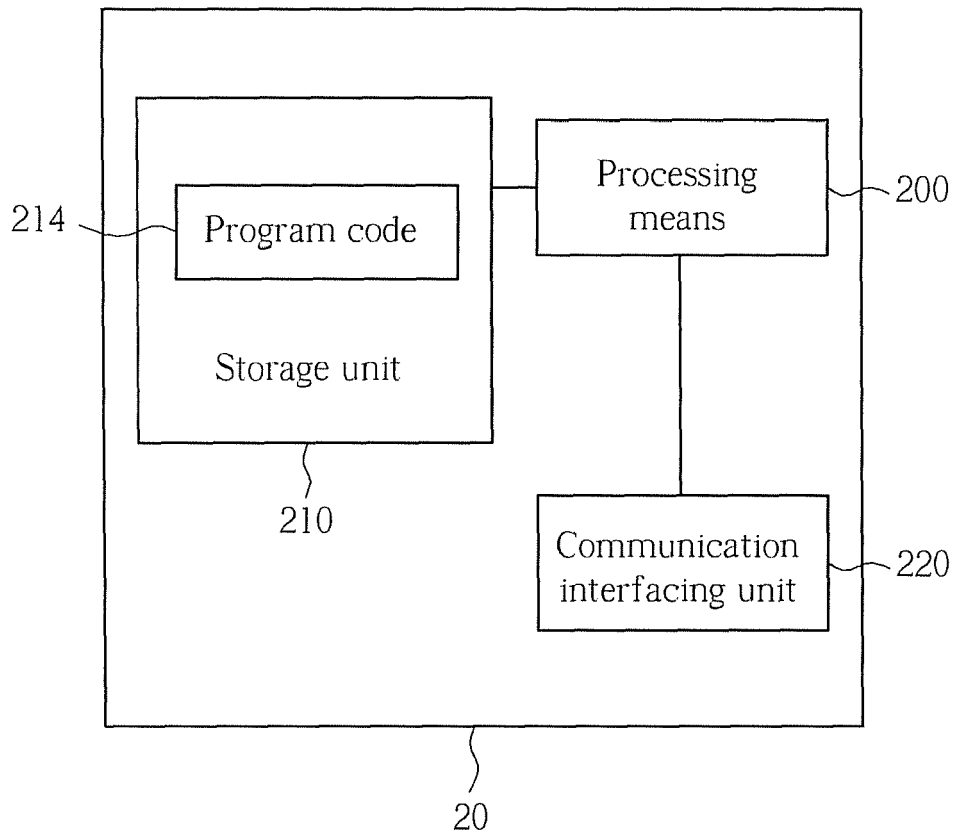 Processing
means
200
214
Program code
Storage unit
210
Communication
interfacing unit
220
20